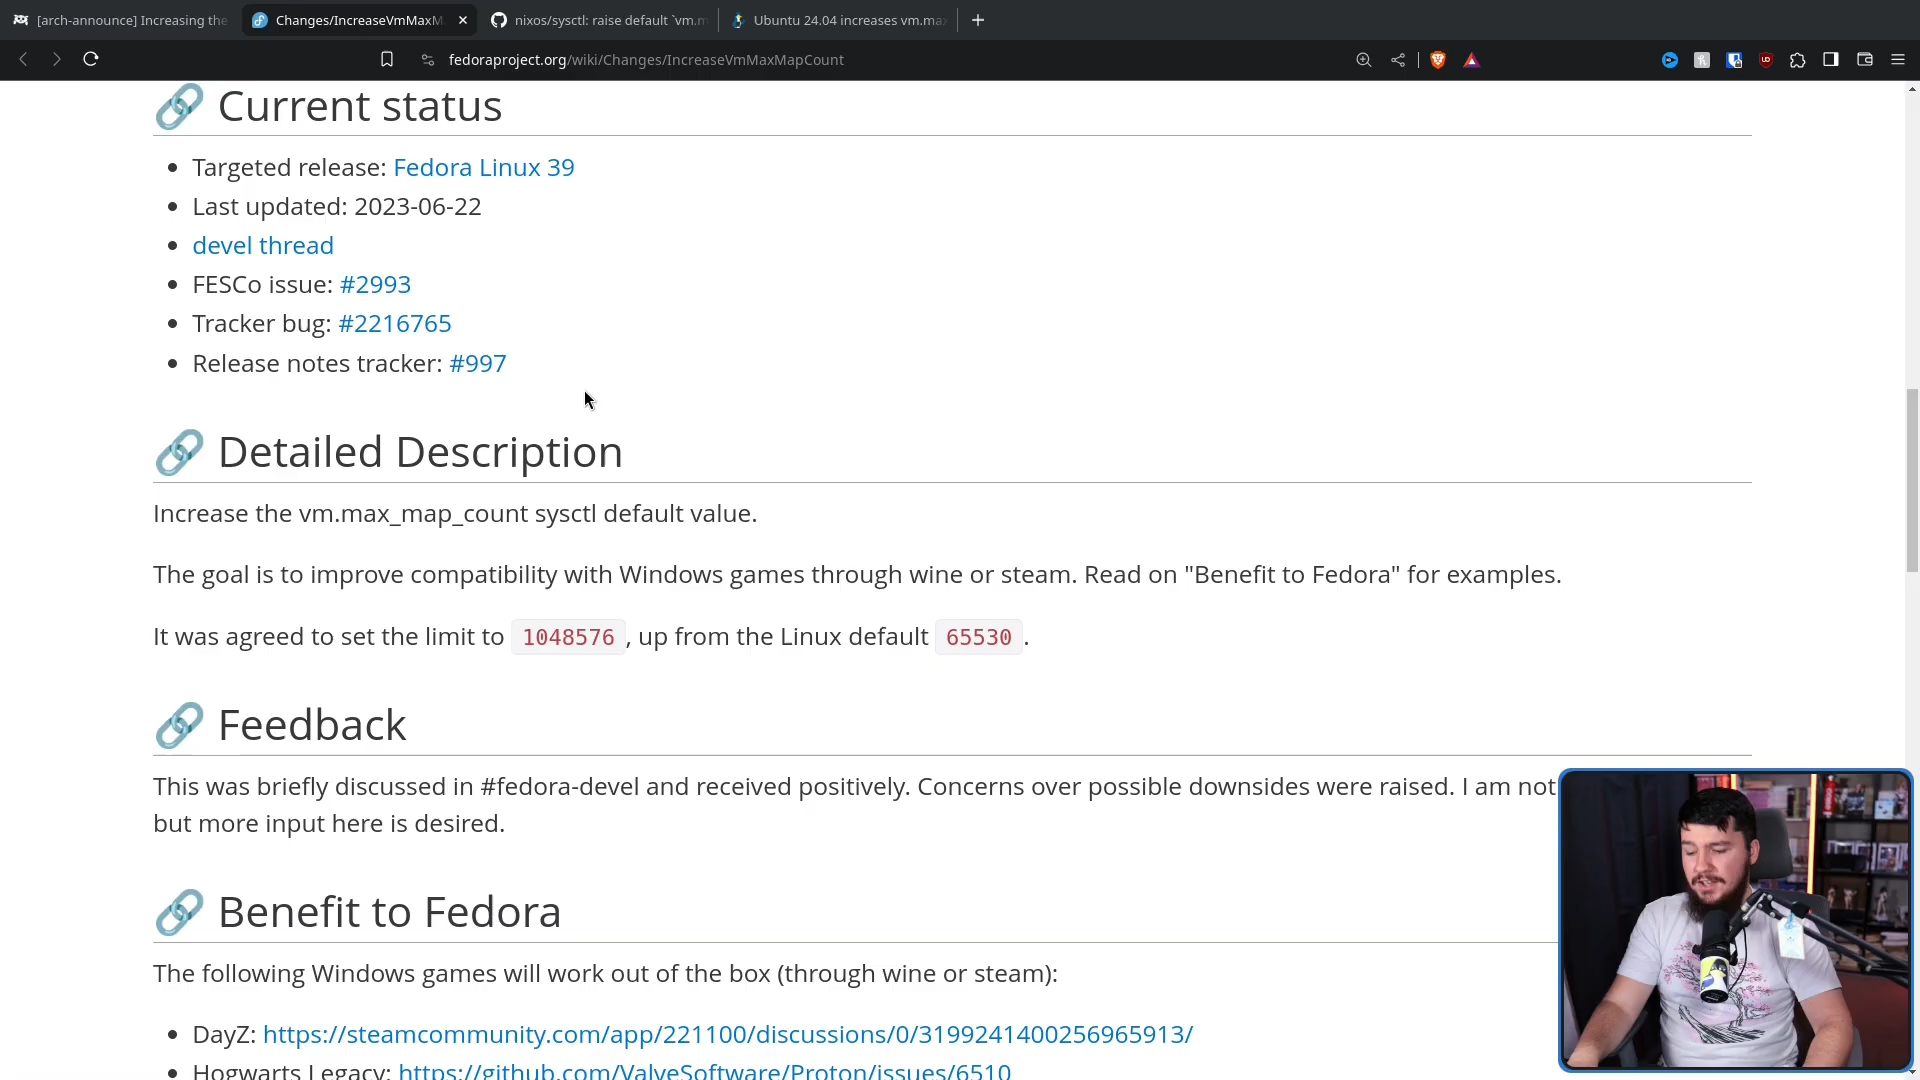 [arch-announce] Increasing the
Changes/IncreaseVmMaxM
nixos/sysctl: raise default `vm.m
Ubuntu 24.04 increases vm.max
fedoraproject.org/wiki/Changes/IncreaseVmMaxMapCount
Current status
Targeted release: Fedora Linux 39
Last updated: 2023-06-22
devel thread
FESCo issue: #2993
Tracker bug: #2216765
Release notes tracker: #997
Detailed Description
Increase the vm.max_map_count sysctl default value.
The goal is to improve compatibility with Windows games through wine or steam. Read on "Benefit to Fedora" for examples.
It was agreed to set the limit to 1048576 , up from the Linux default 65530 .
Feedback
This was briefly discussed in #fedora-devel and received positively. Concerns over possible downsides were raised. I am not
but more input here is desired.
Benefit to Fedora
The following Windows games will work out of the box (through wine or steam):
DayZ: https://steamcommunity.com/app/221100/discussions/0/3199241400256965913/
Hogwarts Legacy: https://github.com/ValveSoftware/Proton/issues/6510